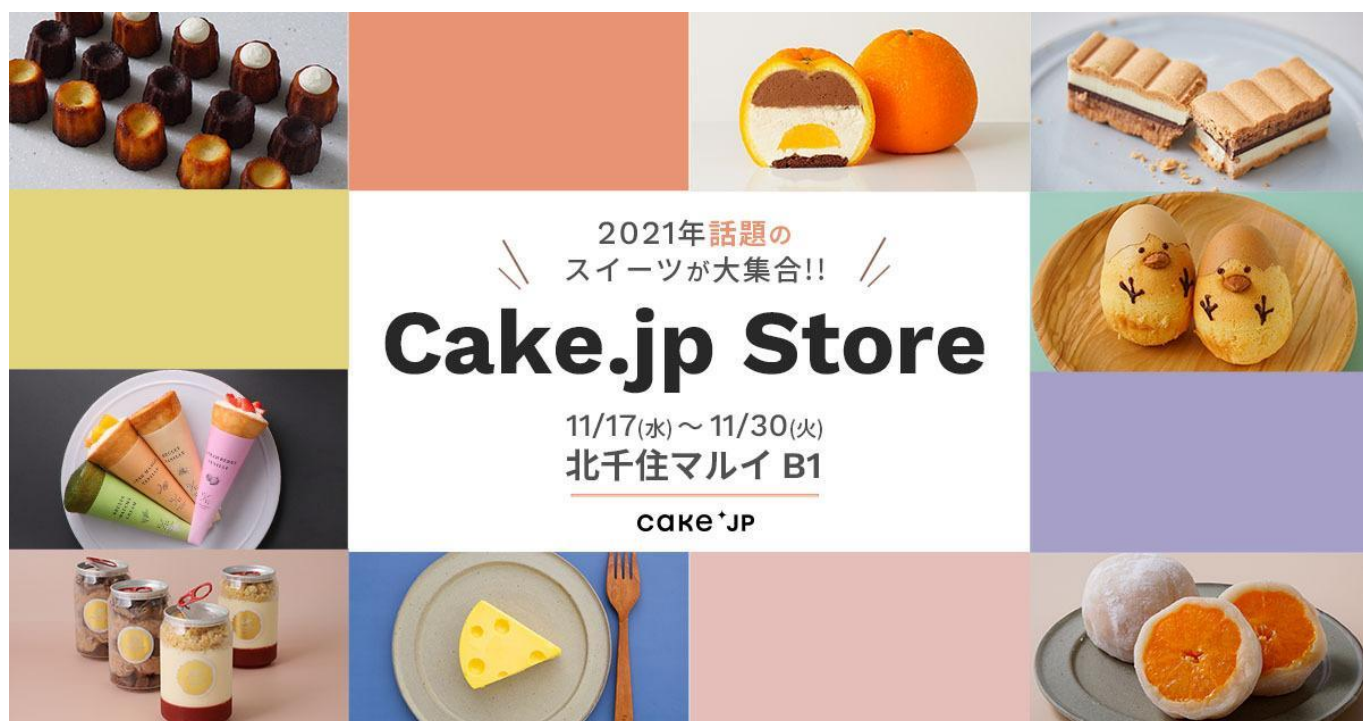 2021年話題の
スイーツが大集合!!
Cake.jp Store
11/17(水)～11/30(火)
北千住マルイ B1
cake✦JP